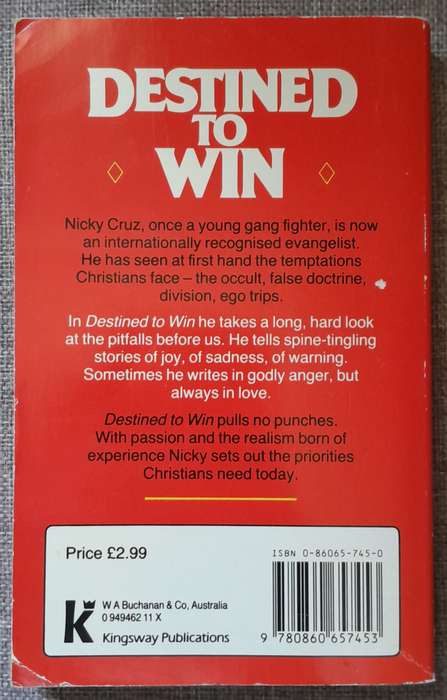 DESTINED
TO
WIN
Nicky Cruz, once a young gang fighter, is now
an internationally recognised evangelist.
He has seen at first hand the temptations
Christians face – the occult, false doctrine,
division, ego trips.
In Destined to Win he takes a long, hard look
at the pitfalls before us. He tells spine-tingling
stories of joy, of sadness, of warning.
Sometimes he writes in godly anger, but
always in love.
Destined to Win pulls no punches.
With passion and the realism born of
experience Nicky sets out the priorities
Christians need today.
Price £2.99
ISBN 0-86065-745-0
W A Buchanan & Co, Australia
0 949462 11 X
K
Kingsway Publications
9 780860 657453